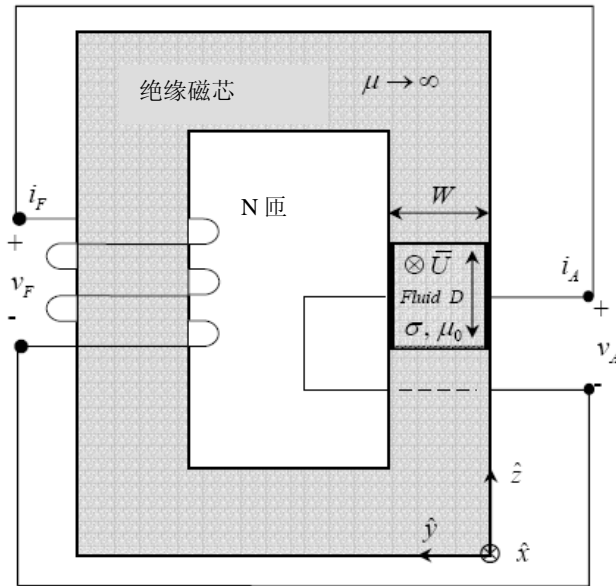 绝缘磁芯
μ → ∞
i_F
N 匝
W
+
v_F
-
⊗ U̅
Fluid D
σ, μ₀
i_A
+
v_A
-
ẑ
ŷ
x̂